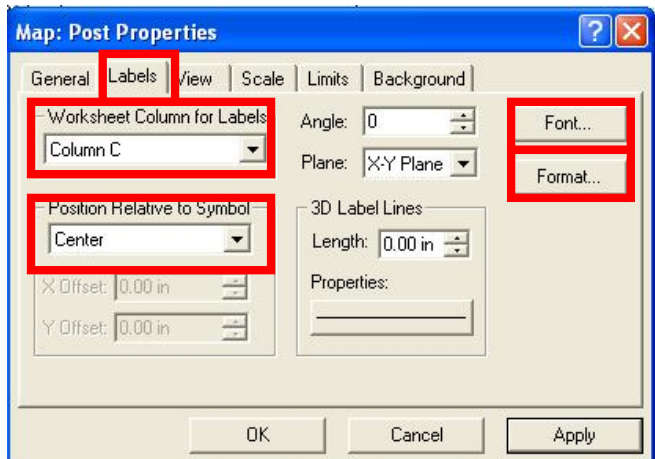 Map: Post Properties
General Labels View Scale Limits Background
Worksheet Column for Labels
Column C
Angle: 0
Plane: X-Y Plane
Font...
Format...
Position Relative to Symbol
Center
X Offset: 0.00 in
Y Offset: 0.00 in
3D Label Lines
Length: 0.00 in
Properties:
OK Cancel Apply